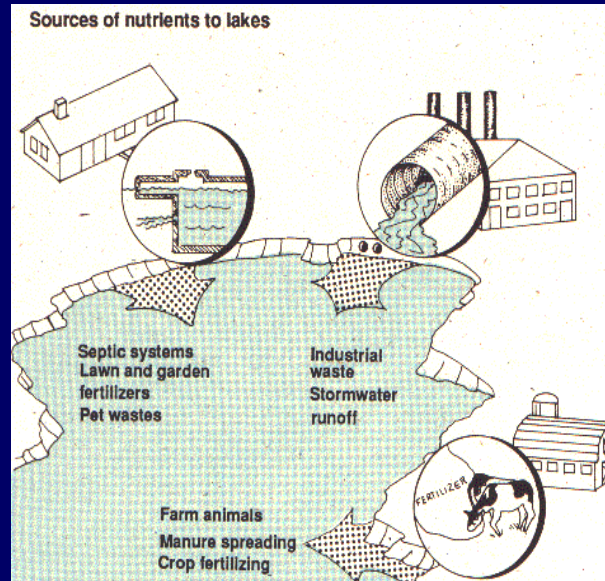 Sources of nutrients to lakes
Septic systems
Lawn and garden
fertilizers
Pet wastes
Industrial
waste
Stormwater
runoff
FERTILIZER
Farm animals
Manure spreading
Crop fertilizing